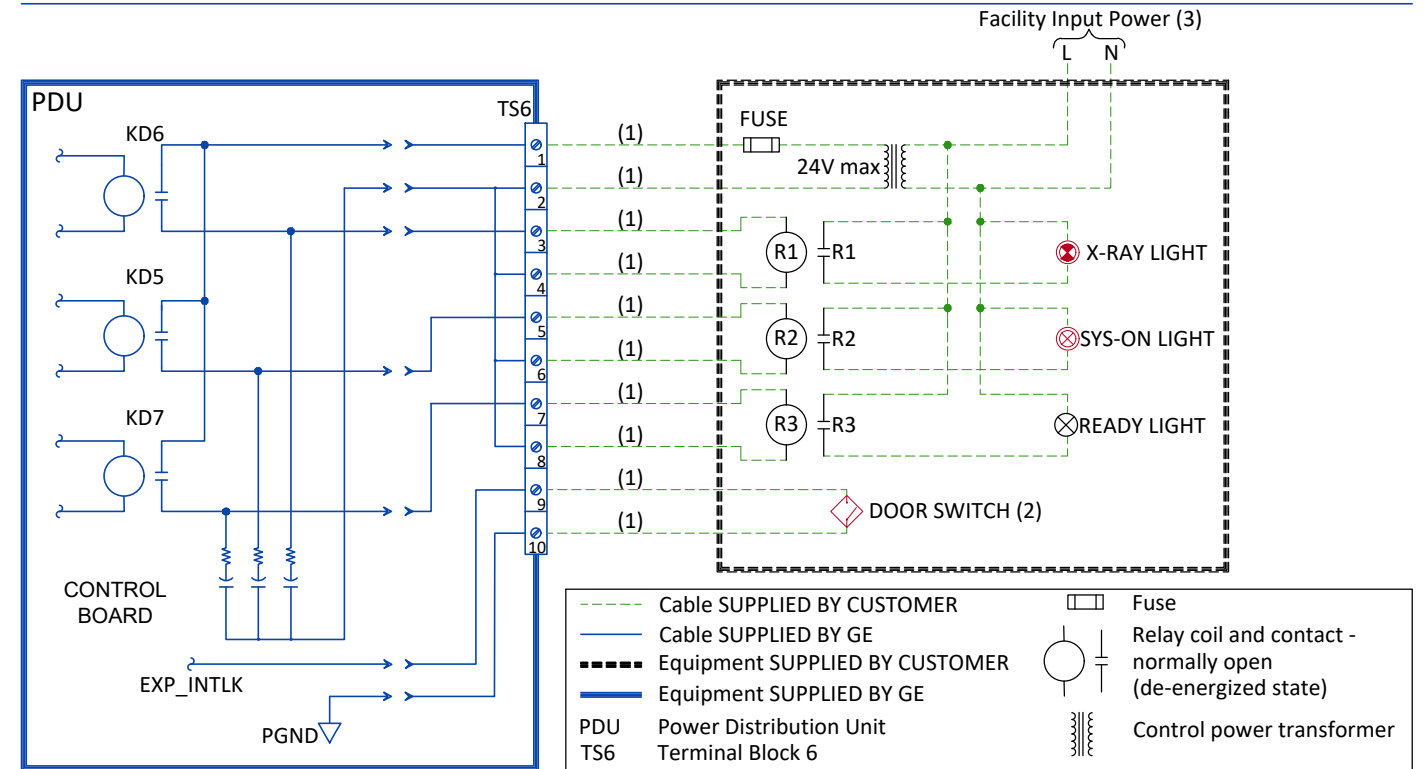 Facility Input Power (3)
L N
PDU
TS6
KD6
FUSE
(1)
1
24V max
(1)
2
(1)
3
R1
R1
X-RAY LIGHT
(1)
4
KD5
(1)
5
R2
R2
SYS-ON LIGHT
(1)
6
(1)
7
KD7
R3
R3
READY LIGHT
(1)
8
(1)
9
DOOR SWITCH (2)
(1)
10
CONTROL
BOARD
EXP_INTLK
PGND
Cable SUPPLIED BY CUSTOMER
Cable SUPPLIED BY GE
Equipment SUPPLIED BY CUSTOMER
Equipment SUPPLIED BY GE
PDU Power Distribution Unit
TS6 Terminal Block 6
Fuse
Relay coil and contact -
normally open
(de-energized state)
Control power transformer